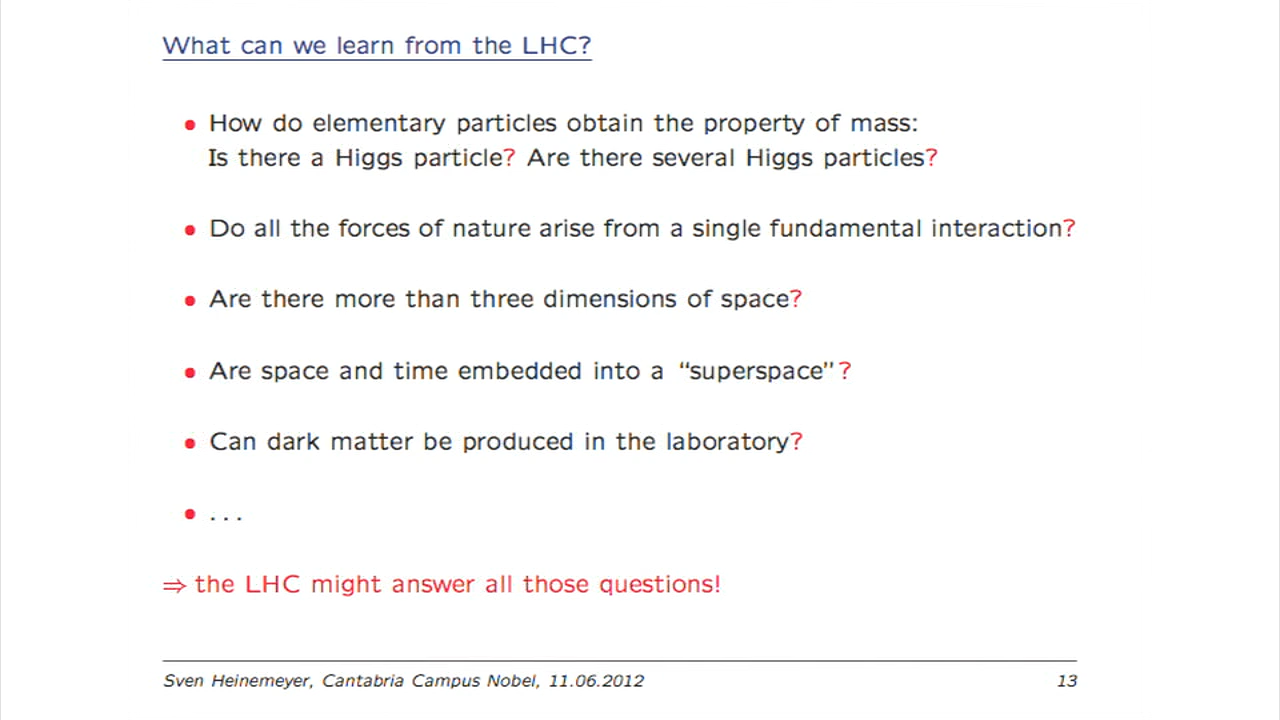 What can we learn from the LHC?
• How do elementary particles obtain the property of mass:
Is there a Higgs particle? Are there several Higgs particles?
• Do all the forces of nature arise from a single fundamental interaction?
• Are there more than three dimensions of space?
• Are space and time embedded into a “superspace”?
• Can dark matter be produced in the laboratory?
• ...
⇒ the LHC might answer all those questions!
Sven Heinemeyer, Cantabria Campus Nobel, 11.06.2012 13